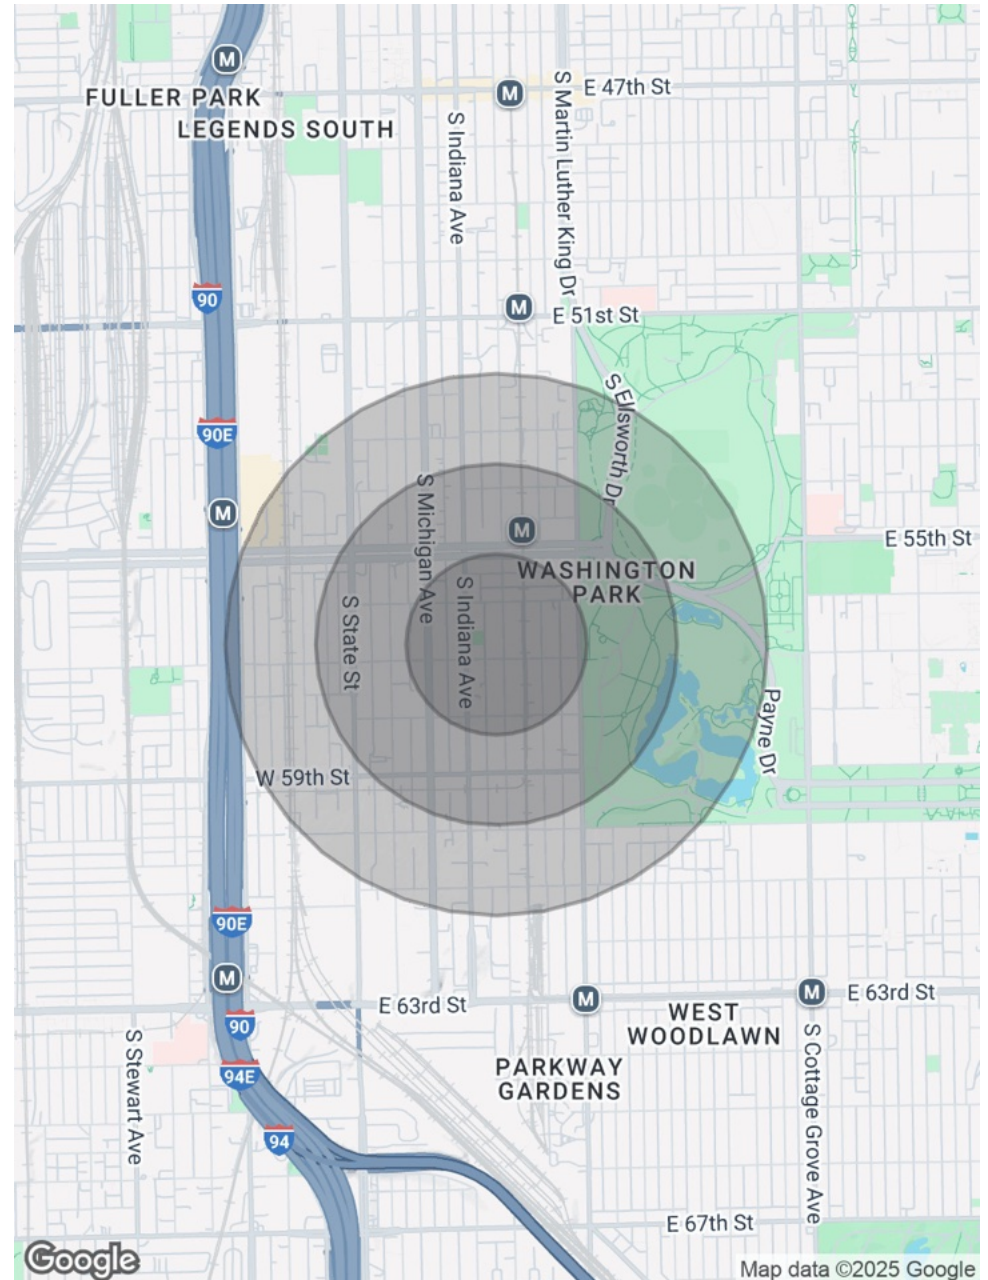 M
FULLER PARK
M
E 47th St
LEGENDS SOUTH
S Indiana Ave
S Martin Luther King Dr
90
M
E 51st St
S Ellsworth Dr
90E
M
S Michigan Ave
M
E 55th St
WASHINGTON
PARK
S State St
S Indiana Ave
Payne Dr
W 59th St
90E
M
E 63rd St
M
M
E 63rd St
90
WEST
WOODLAWN
S Stewart Ave
94E
PARKWAY
GARDENS
S Cottage Grove Ave
94
E 67th St
Google
Map data ©2025 Google